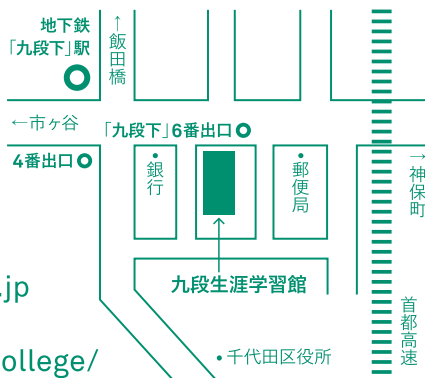 地下鉄
「九段下」駅
↑飯田橋
←市ヶ谷
「九段下」6番出口
4番出口
銀行
郵便局
→神保町
九段生涯学習館
.jp
首都高速
千代田区役所
ollege/